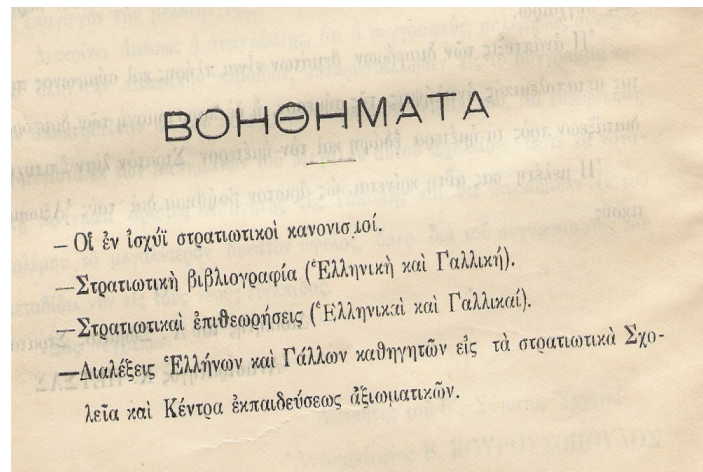 ΒΟΗΘΗΜΑΤΑ
— Οἱ ἐν ἰσχύϊ στρατιωτικοὶ κανονισμοί.
— Στρατιωτικὴ βιβλιογραφία (Ἑλληνικὴ καὶ Γαλλική).
— Στρατιωτικαὶ ἐπιθεωρήσεις (Ἑλληνικαὶ καὶ Γαλλικαί).
— Διαλέξεις Ἑλλήνων καὶ Γάλλων καθηγητῶν εἰς τὰ στρατιωτικὰ Σχο-
λεῖα καὶ Κέντρα ἐκπαιδεύσεως ἀξιωματικῶν.